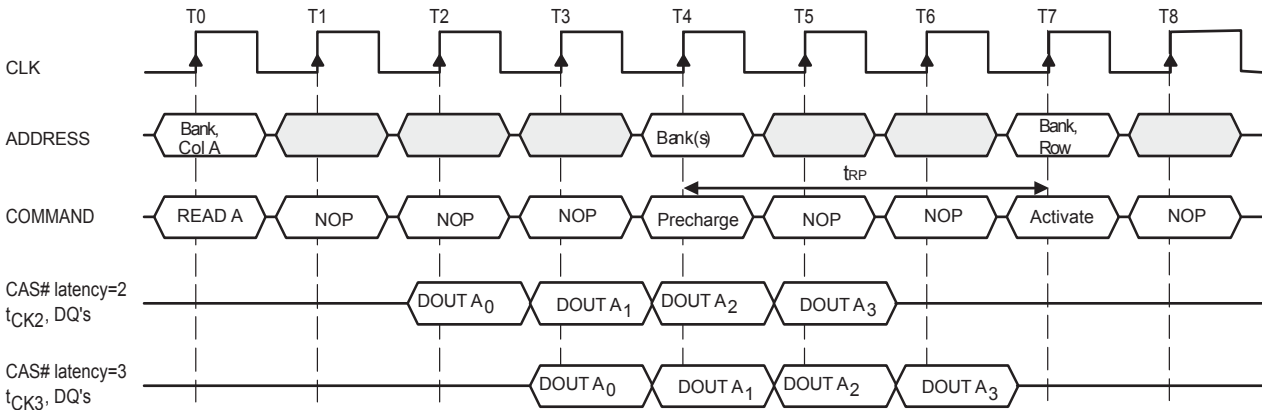 T0 T1 T2 T3 T4 T5 T6 T7 T8
CLK
ADDRESS
Bank,
Col A
Bank(s)
Bank,
Row
tRP
COMMAND READ A NOP NOP NOP Precharge NOP NOP Activate NOP
CAS# latency=2
tCK2, DQ's
DOUT A0 DOUT A1 DOUT A2 DOUT A3
CAS# latency=3
tCK3, DQ's
DOUT A0 DOUT A1 DOUT A2 DOUT A3